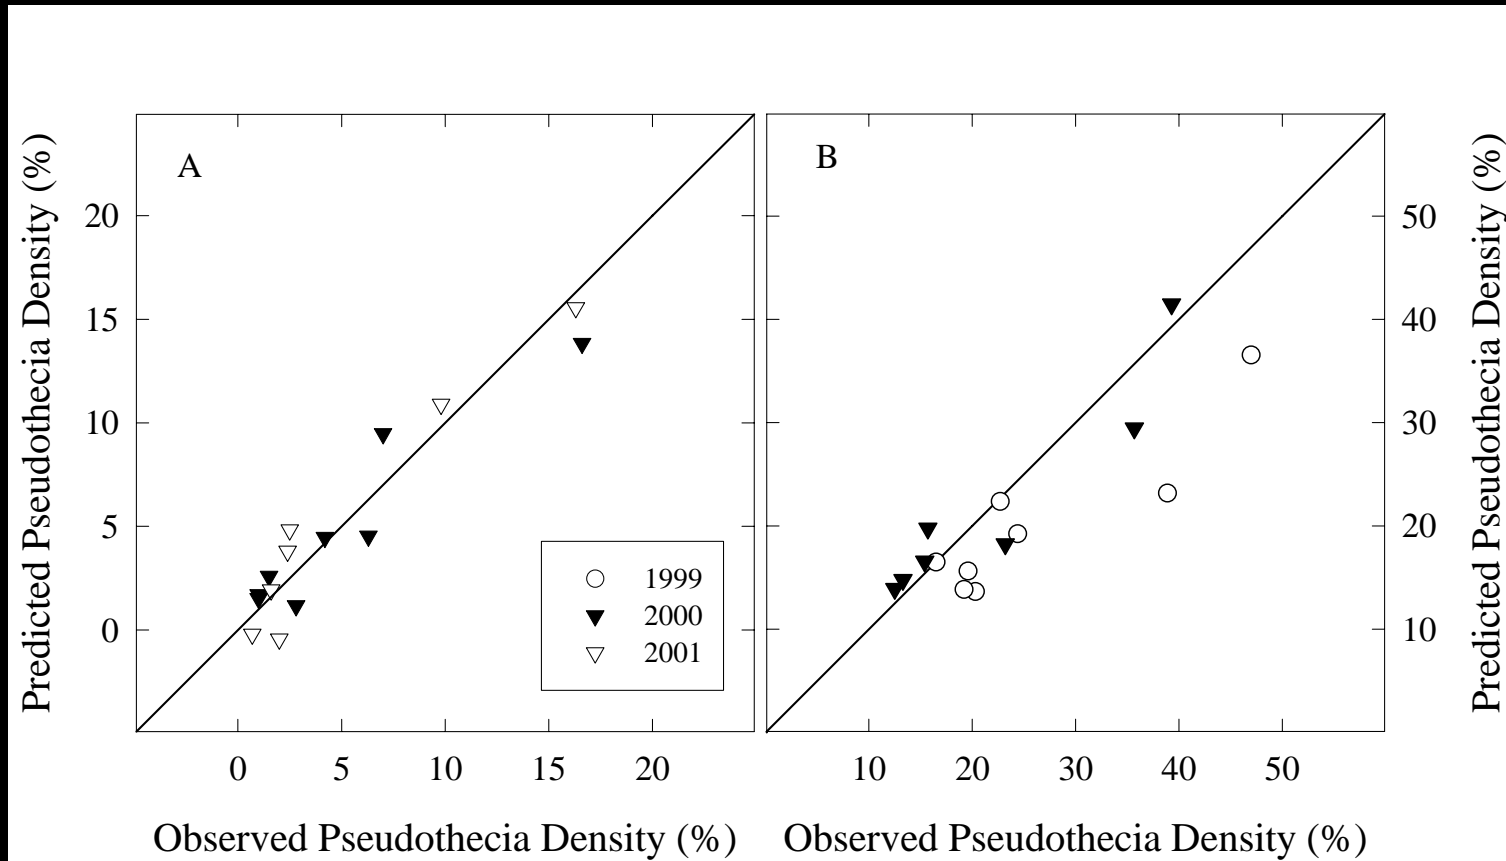 A
B
Predicted Pseudothecia Density (%)
20
15
10
5
0
0 5 10 15 20
Observed Pseudothecia Density (%)
1999
2000
2001
50
40
30
20
10
10 20 30 40 50
Observed Pseudothecia Density (%)
Predicted Pseudothecia Density (%)